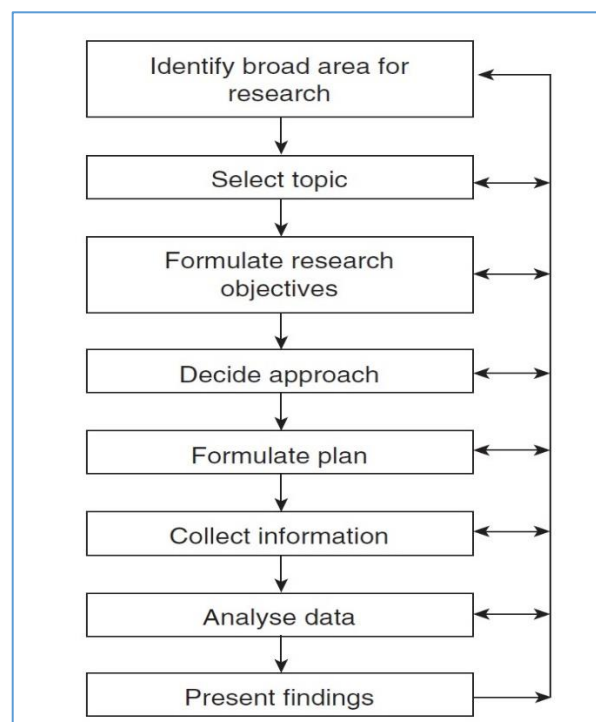 Identify broad area for
research
Select topic
Formulate research
objectives
Decide approach
Formulate plan
Collect information
Analyse data
Present findings